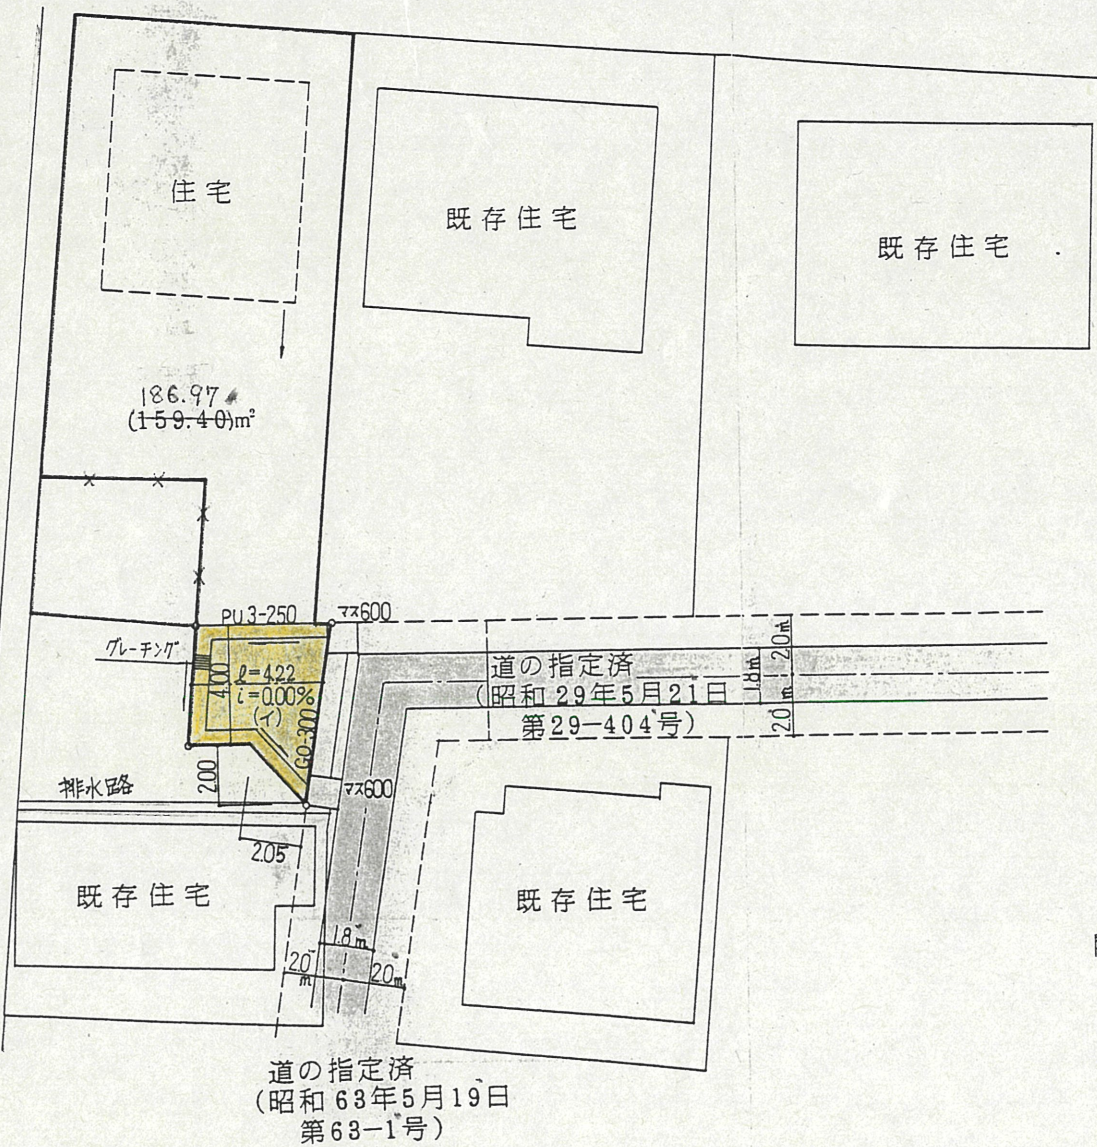 住宅
既存住宅
既存住宅
186.97
(159.40)m²
PU3-250
マス600
グレーチング
4.00
ℓ=4.22
i=0.00%
(イ)
GO-300
道の指定済
(昭和29年5月21日
第29-404号)
2.0m
1.8m
2.0m
排水路
2.00
マス600
2.05
既存住宅
既存住宅
1.8m
2.0m
2.0m
道の指定済
(昭和63年5月19日
第63-1号)